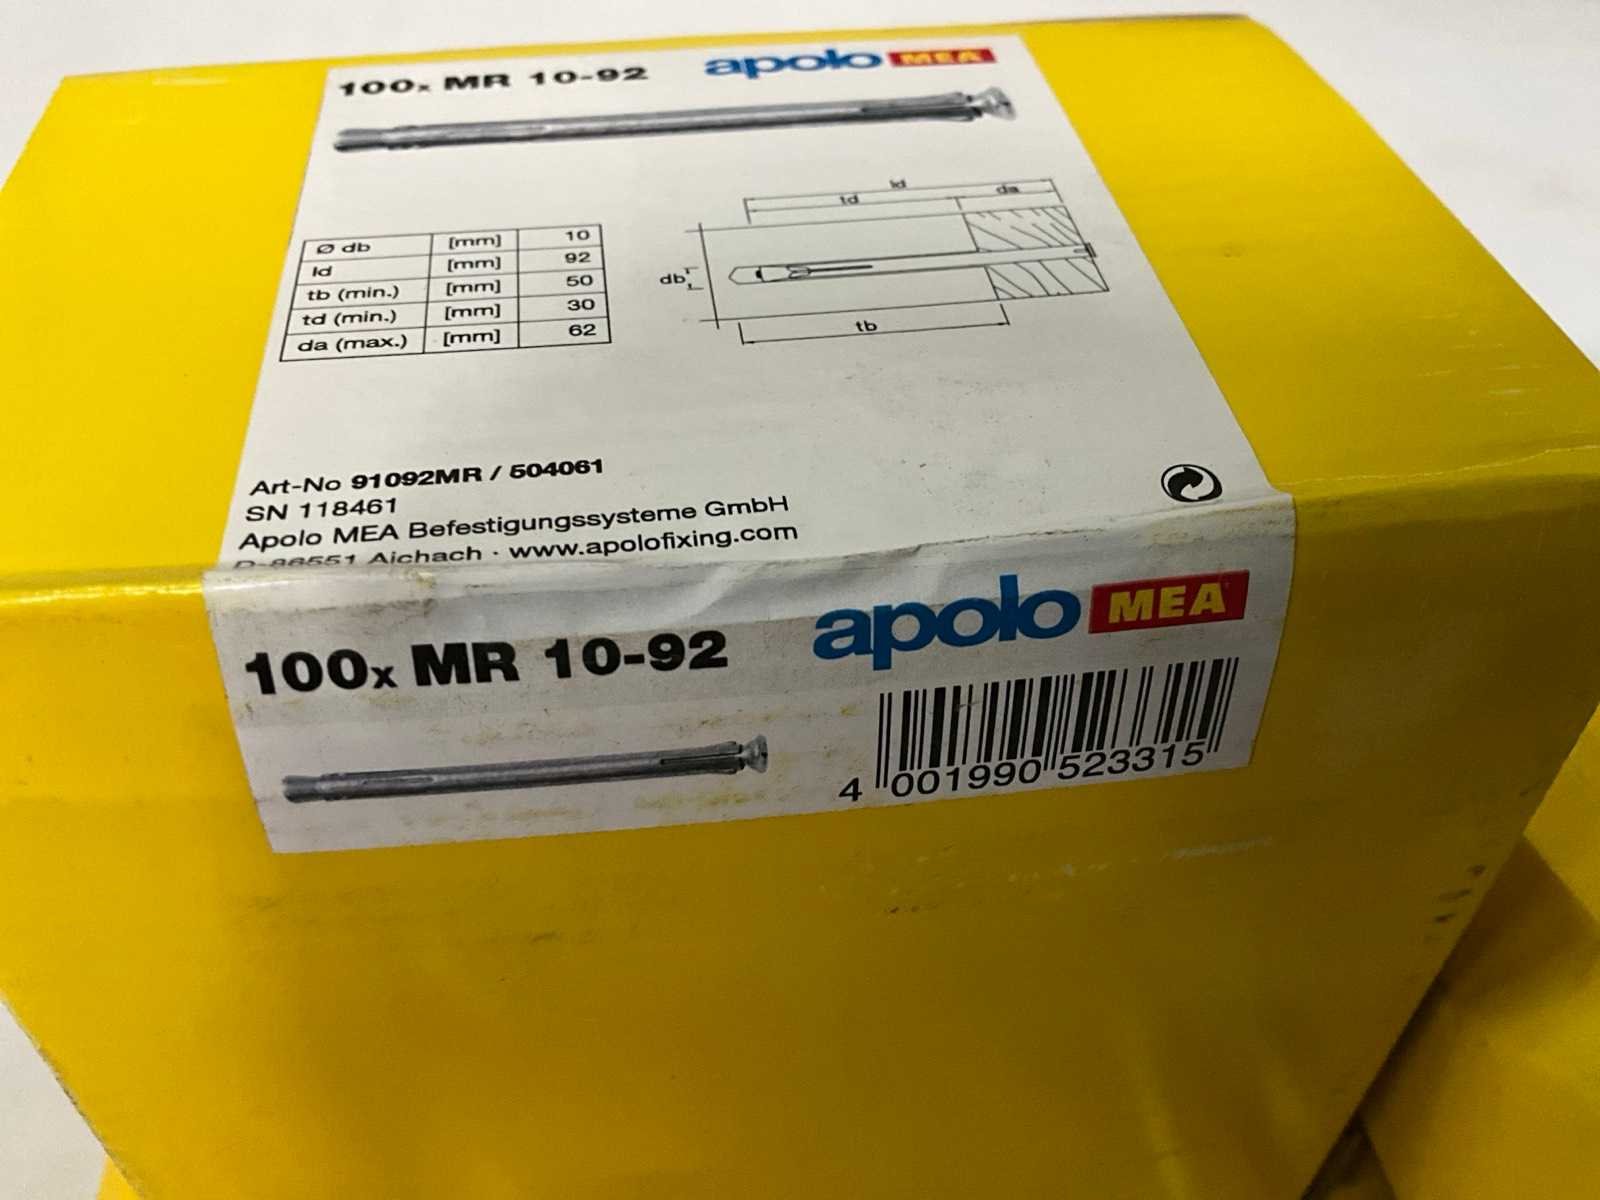 100x MR 10-92
apolo MEA
ld
td
da
db
tb
Ø db [mm] 10
ld [mm] 92
tb (min.) [mm] 50
td (min.) [mm] 30
da (max.) [mm] 62
Art-No 91092MR / 504061
SN 118461
Apolo MEA Befestigungssysteme GmbH
D-86551 Aichach · www.apolofixing.com
100x MR 10-92
apolo MEA
4 001990 523315